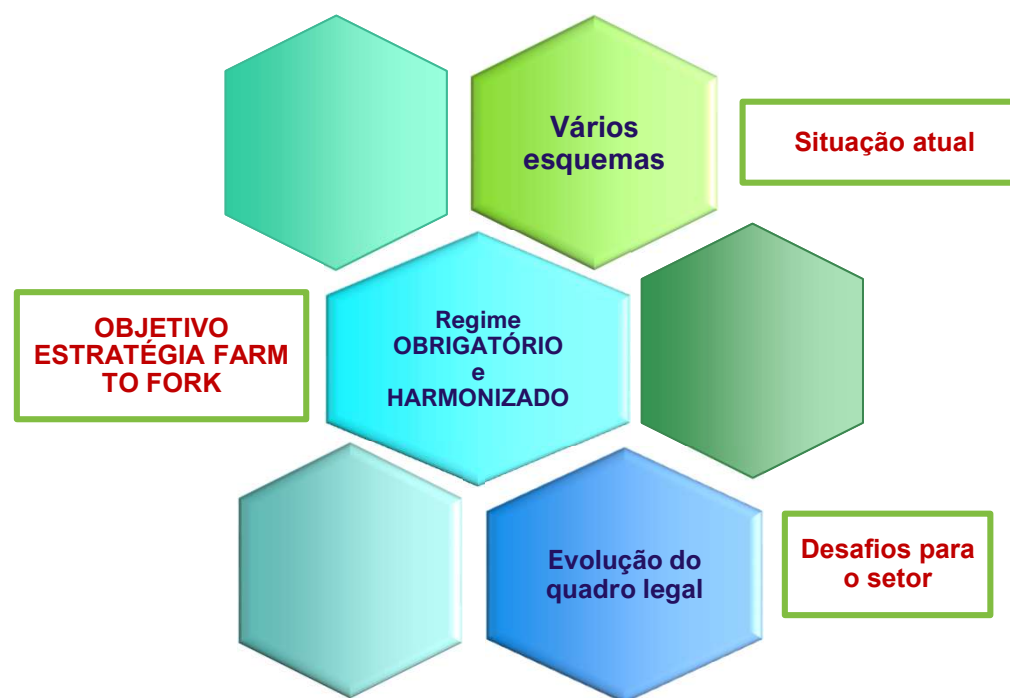 Vários
esquemas
Situação atual
OBJETIVO
ESTRATÉGIA FARM
TO FORK
Regime
OBRIGATÓRIO
e
HARMONIZADO
Evolução do
quadro legal
Desafios para
o setor